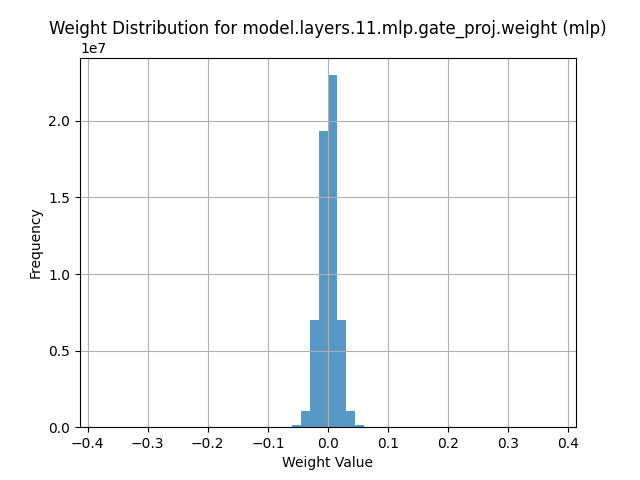 Weight Distribution for model.layers.11.mlp.gate_proj.weight (mlp)
1e7
2.0
1.5
1.0
0.5
0.0
Frequency
−0.4 −0.3 −0.2 −0.1 0.0 0.1 0.2 0.3 0.4
Weight Value